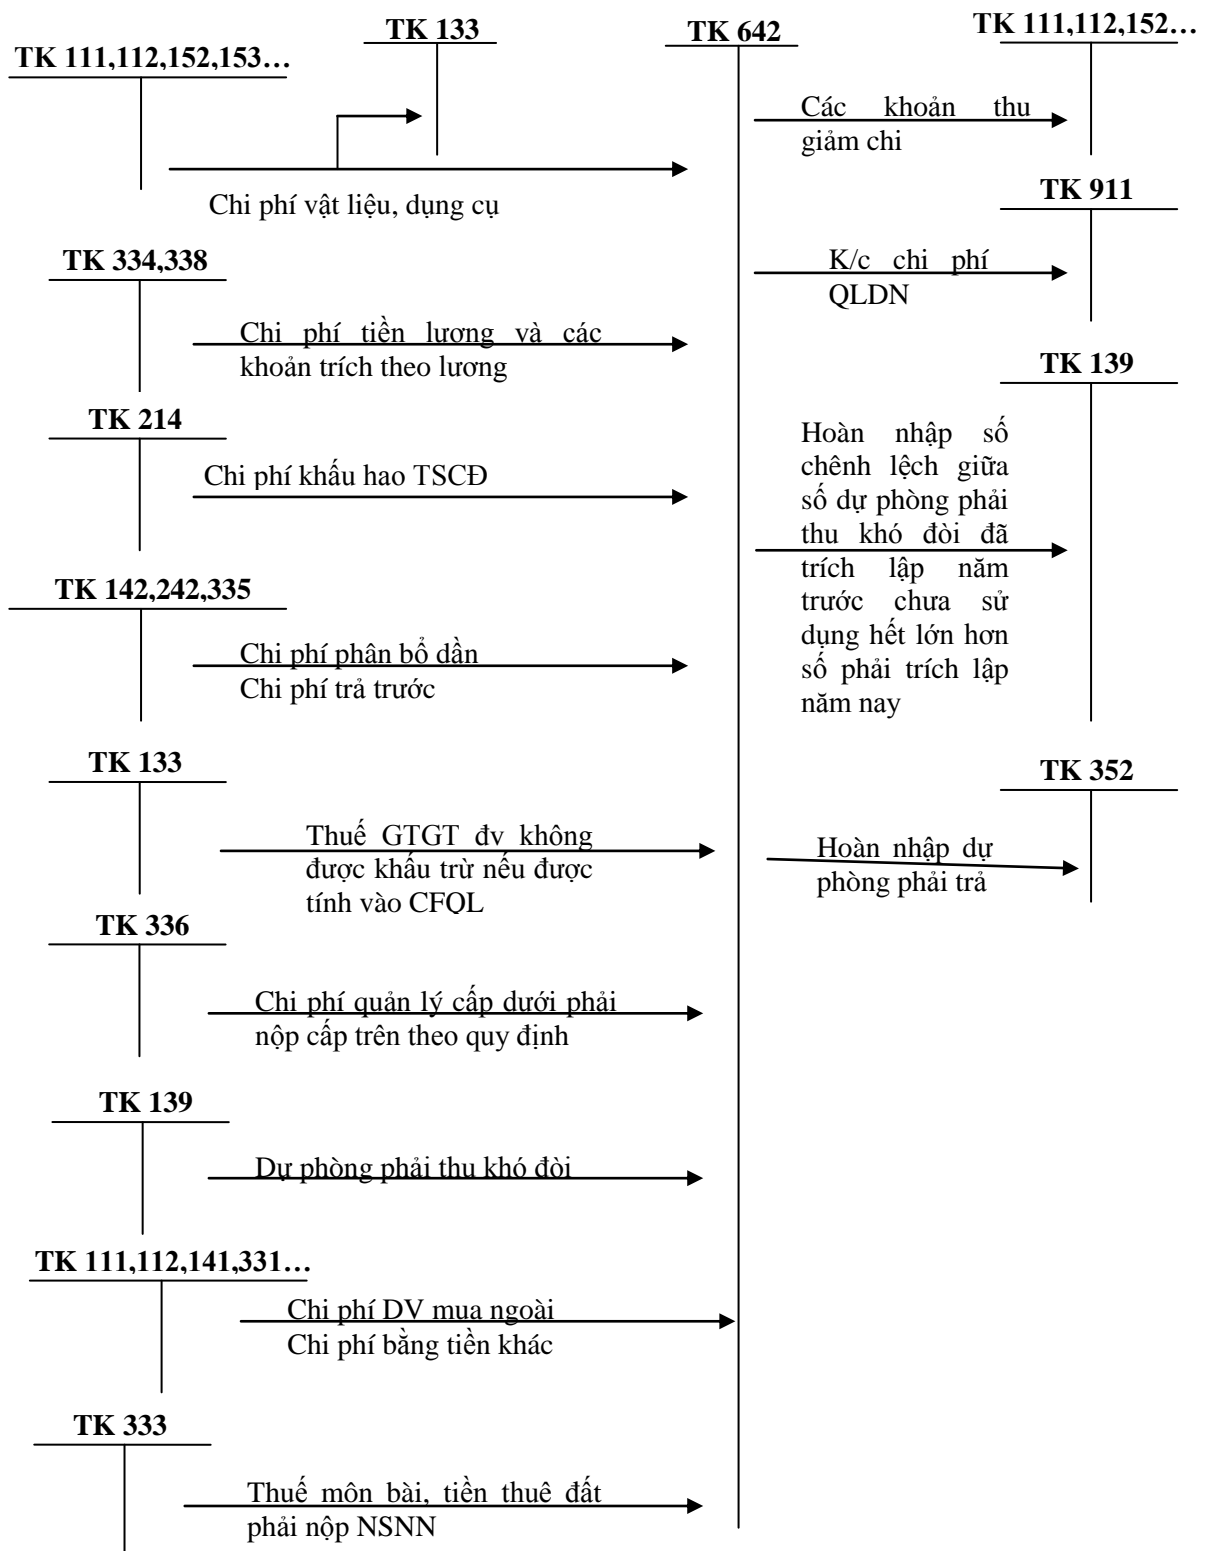 TK 111,112,152,153…
TK 133
TK 642
TK 111,112,152…
Các khoản thu
giảm chi
Chi phí vật liệu, dụng cụ
TK 911
TK 334,338
K/c chi phí
QLDN
Chi phí tiền lương và các
khoản trích theo lương
TK 139
TK 214
Chi phí khấu hao TSCĐ
Hoàn nhập số
chênh lệch giữa
số dự phòng phải
thu khó đòi đã
trích lập năm
trước chưa sử
dụng hết lớn hơn
số phải trích lập
năm nay
TK 142,242,335
Chi phí phân bổ dần
Chi phí trả trước
TK 133
TK 352
Thuế GTGT đv không
được khấu trừ nếu được
tính vào CFQL
Hoàn nhập dự
phòng phải trả
TK 336
Chi phí quản lý cấp dưới phải
nộp cấp trên theo quy định
TK 139
Dự phòng phải thu khó đòi
TK 111,112,141,331…
Chi phí DV mua ngoài
Chi phí bằng tiền khác
TK 333
Thuế môn bài, tiền thuê đất
phải nộp NSNN